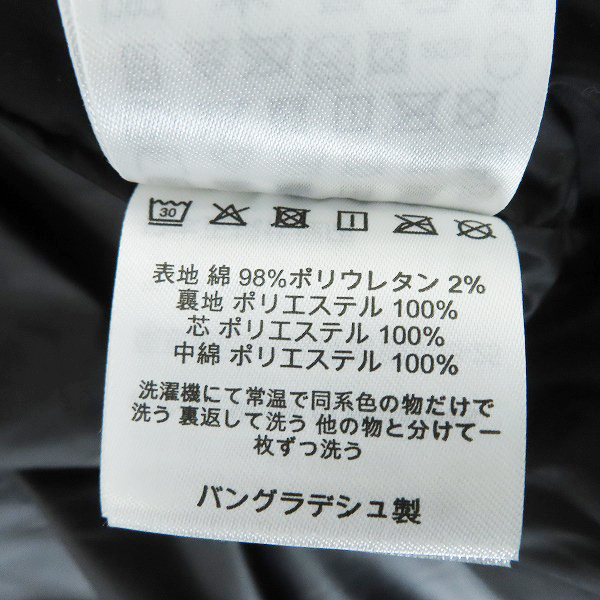 30
表地 綿 98%ポリウレタン 2%
裏地 ポリエステル 100%
芯 ポリエステル 100%
中綿 ポリエステル 100%
洗濯機にて常温で同系色の物だけで
洗う 裏返して洗う 他の物と分けて一
枚ずつ洗う
バングラデシュ製